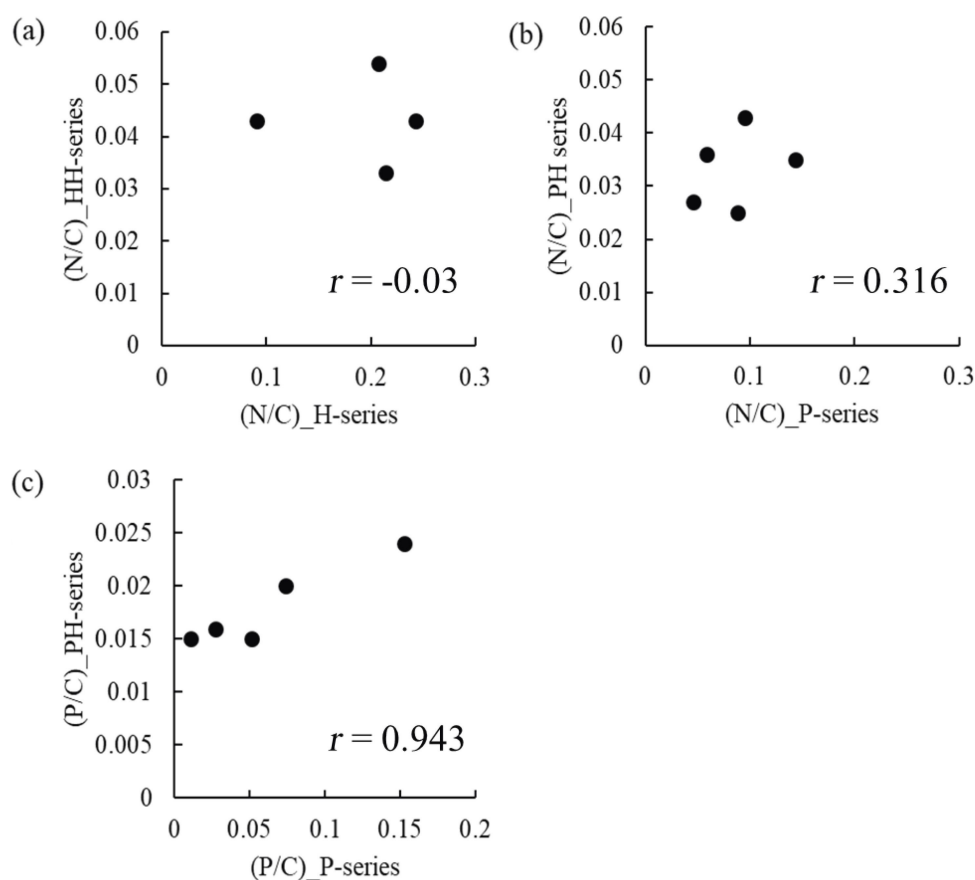 (a)
0.06
0.05
0.04
0.03
0.02
0.01
0
(N/C)_HH-series
0
0.1
0.2
0.3
(N/C)_H-series
r = -0.03
(b)
0.06
0.05
0.04
0.03
0.02
0.01
0
(N/C)_PH series
0
0.1
0.2
0.3
(N/C)_P-series
r = 0.316
(c)
0.03
0.025
0.02
0.015
0.01
0.005
0
(P/C)_PH-series
0
0.05
0.1
0.15
0.2
(P/C)_P-series
r = 0.943